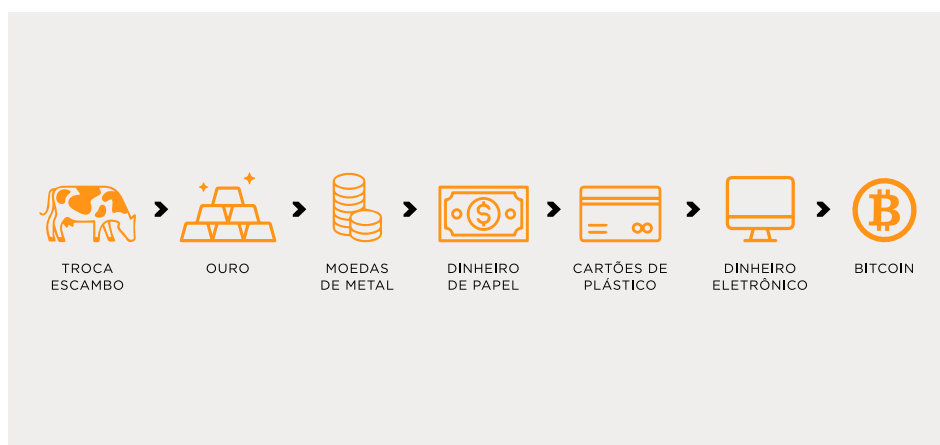 TROCA
ESCAMBO
OURO
MOEDAS
DE METAL
DINHEIRO
DE PAPEL
CARTÕES DE
PLÁSTICO
DINHEIRO
ELETRÔNICO
BITCOIN